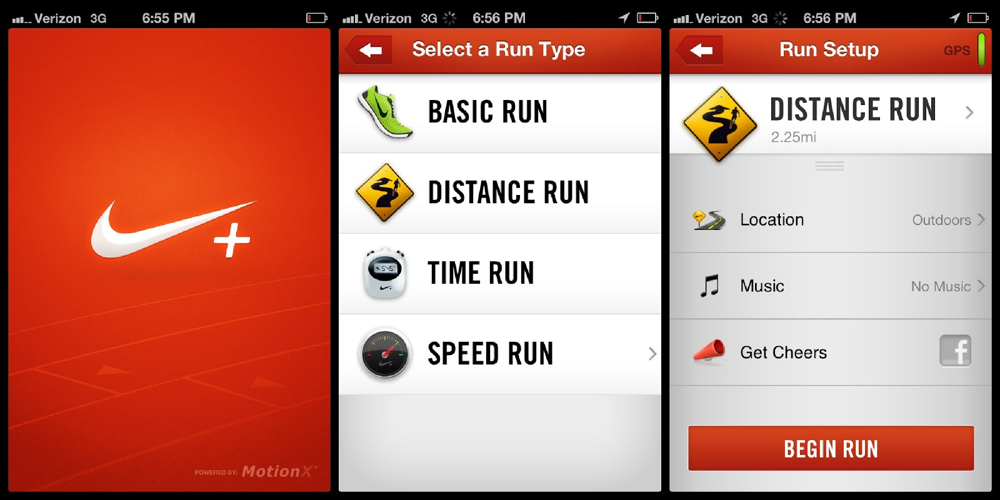 Verizon 3G 6:55 PM
POWERED BY: MotionX®
Verizon 3G 6:56 PM
Select a Run Type
BASIC RUN
DISTANCE RUN
TIME RUN
5'45"
SPEED RUN
Verizon 3G 6:56 PM
Run Setup GPS
DISTANCE RUN
2.25mi
Location Outdoors
Music No Music
Get Cheers f
BEGIN RUN